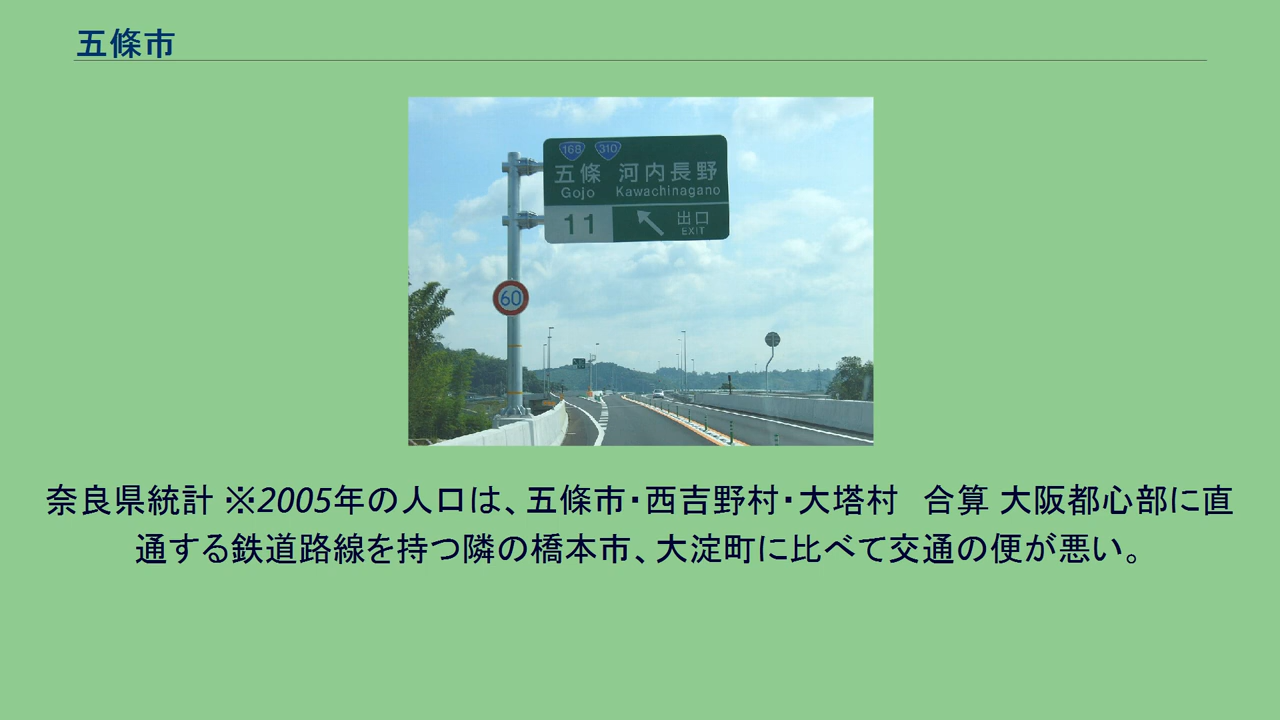 五條市
168 310
五條 河内長野
Gojo Kawachinagano
11 出口
EXIT
60
奈良県統計 ※2005年の人口は、五條市・西吉野村・大塔村　合算 大阪都心部に直
通する鉄道路線を持つ隣の橋本市、大淀町に比べて交通の便が悪い。